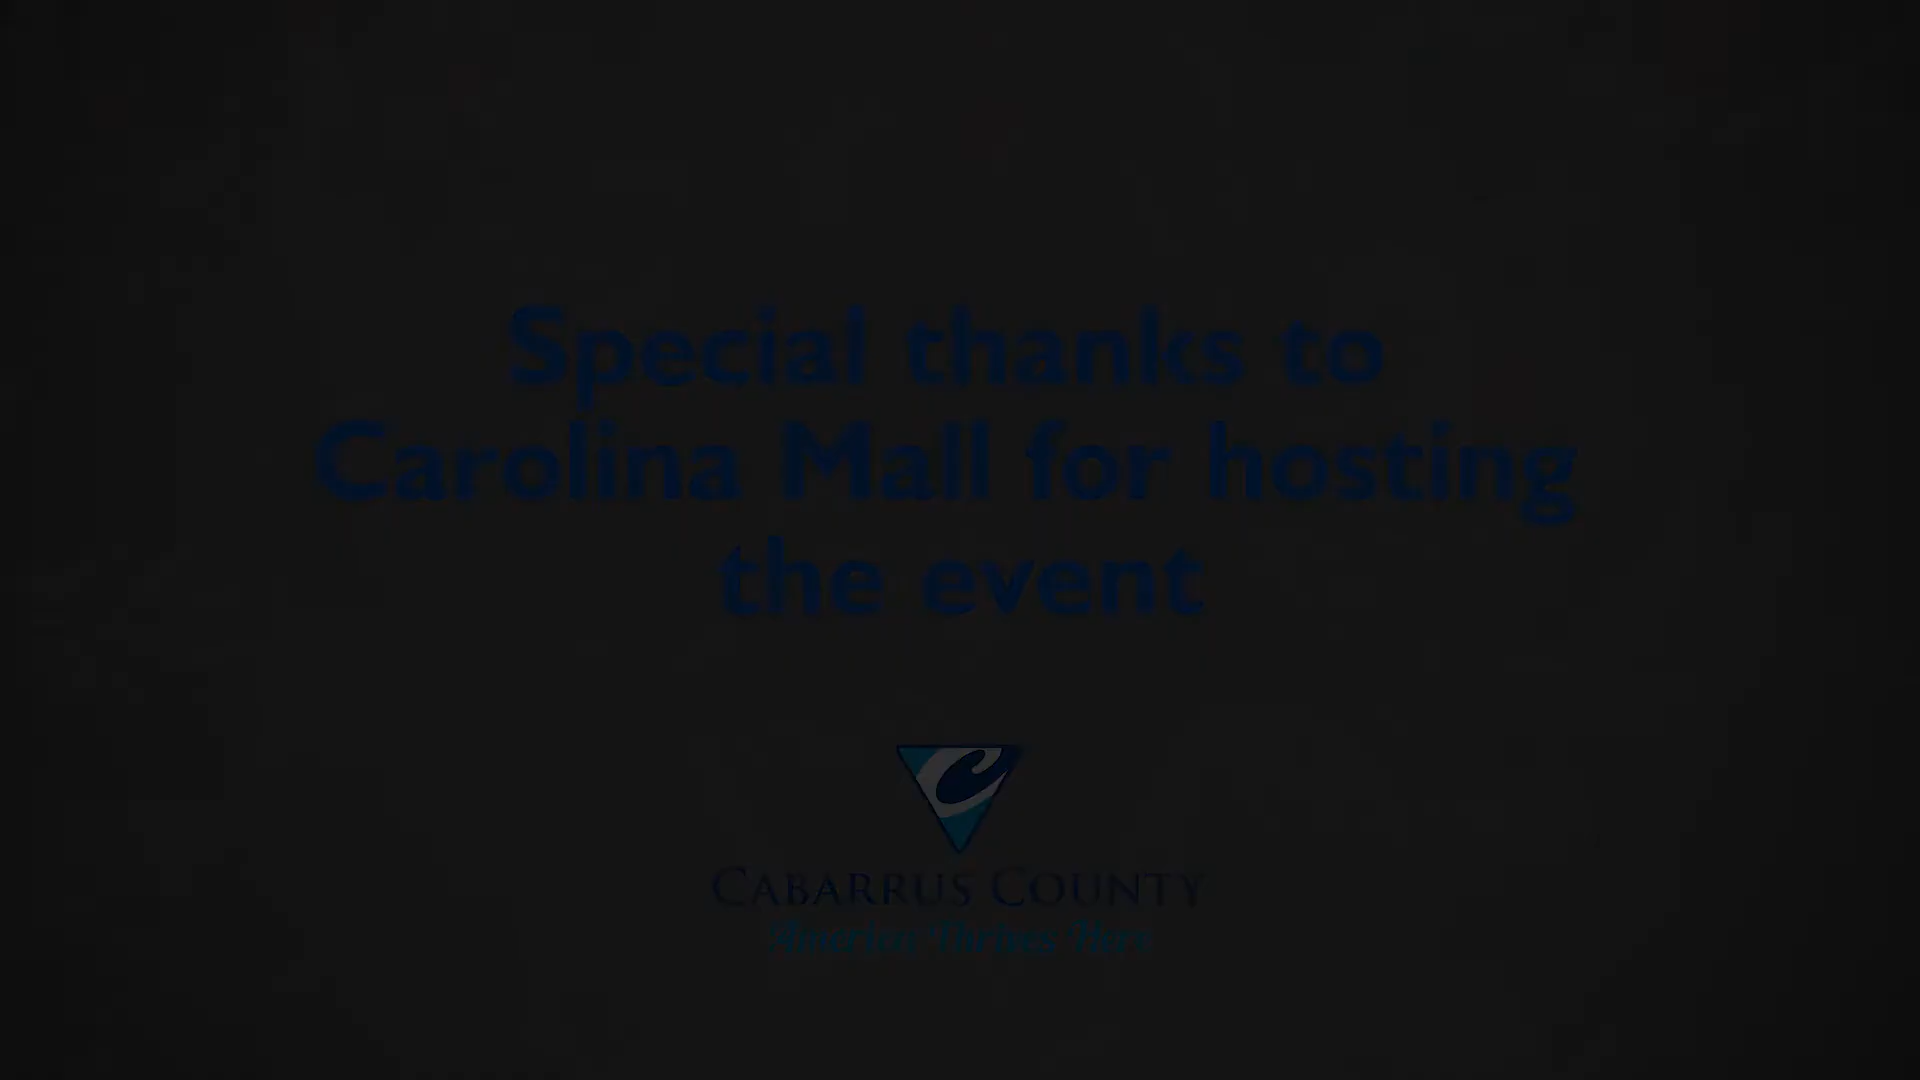 Special thanks to
Carolina Mall for hosting
the event
CABARRUS COUNTY
America Thrives Here